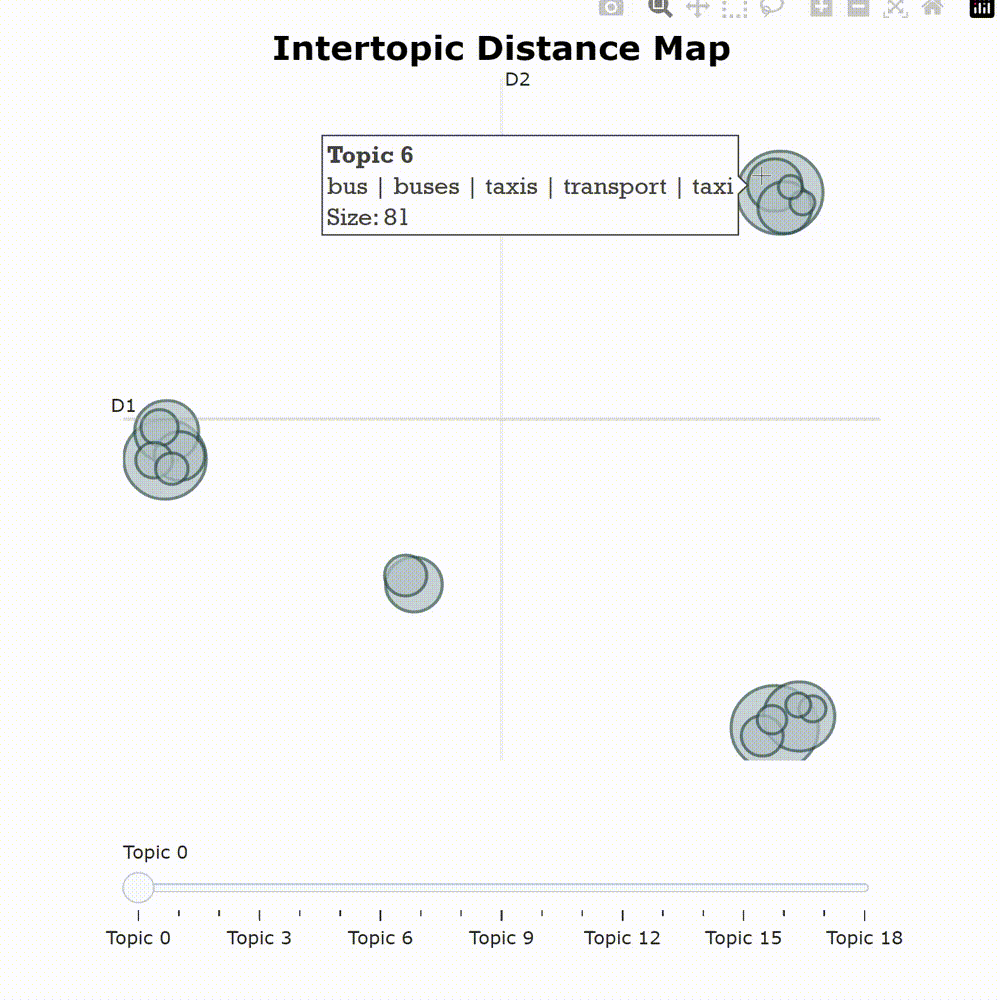 Intertopic Distance Map
D2
Topic 6
bus | buses | taxis | transport | taxi
Size: 81
D1
Topic 0
Topic 0 Topic 3 Topic 6 Topic 9 Topic 12 Topic 15 Topic 18